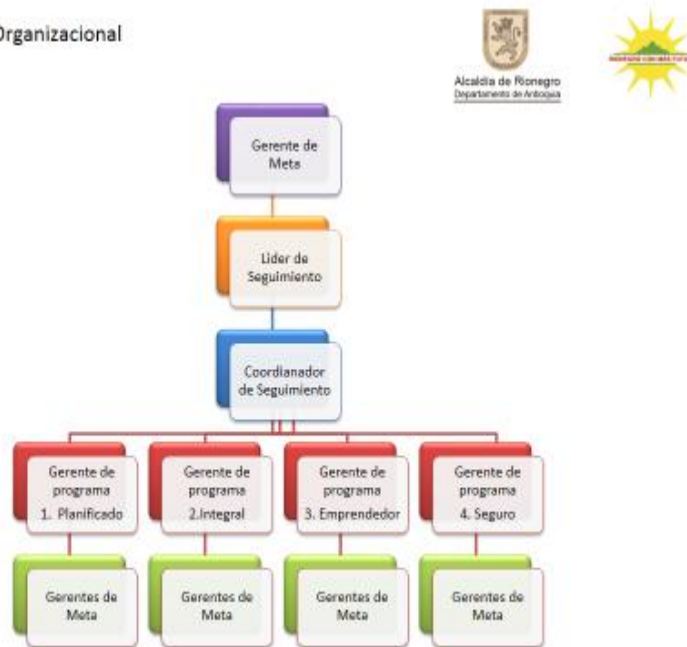 Organizacional
Alcaldía de Rionegro
Departamento de Antioquia
Gerente de
Meta
Lider de
Seguimiento
Coordianador
de Seguimiento
Gerente de
programa
1. Planificado
Gerente de
programa
2.Integral
Gerente de
programa
3. Emprendedor
Gerente de
programa
4. Seguro
Gerentes de
Meta
Gerentes de
Meta
Gerentes de
Meta
Gerentes de
Meta